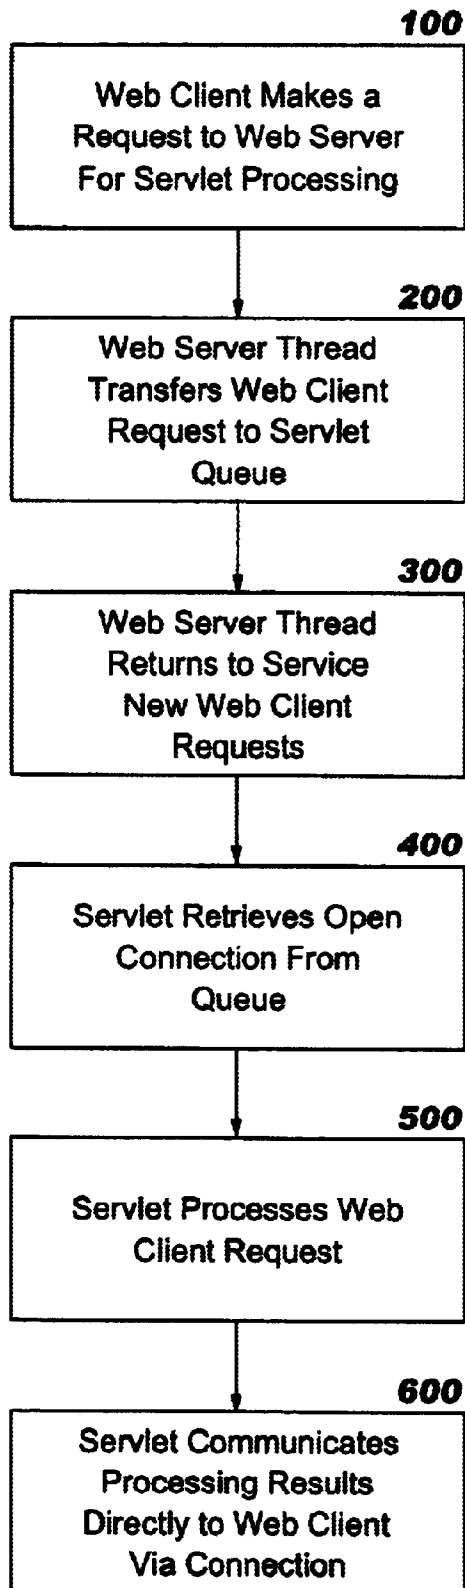 100
Web Client Makes a
Request to Web Server
For Servlet Processing
200
Web Server Thread
Transfers Web Client
Request to Servlet
Queue
300
Web Server Thread
Returns to Service
New Web Client
Requests
400
Servlet Retrieves Open
Connection From
Queue
500
Servlet Processes Web
Client Request
600
Servlet Communicates
Processing Results
Directly to Web Client
Via Connection